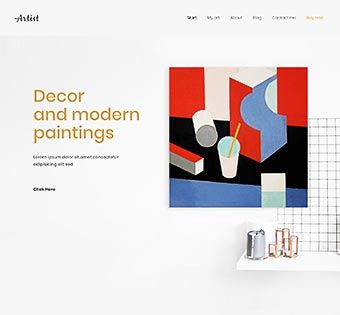 Artist
Start My art About Blog Contact me Buy now
Decor
and modern
paintings
Lorem ipsum dolor sit amet consectetur
adipisking elit sed
Click Here